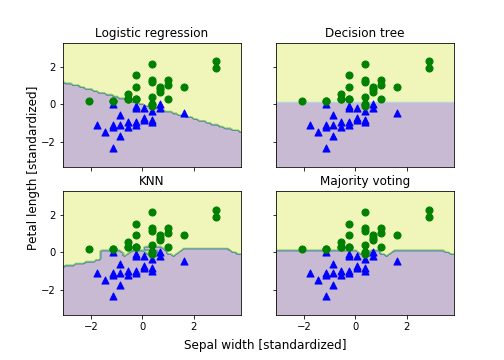 Logistic regression
Decision tree
2
0
−2
KNN
Majority voting
2
0
−2
−2
0
2
−2
0
2
Petal length [standardized]
Sepal width [standardized]